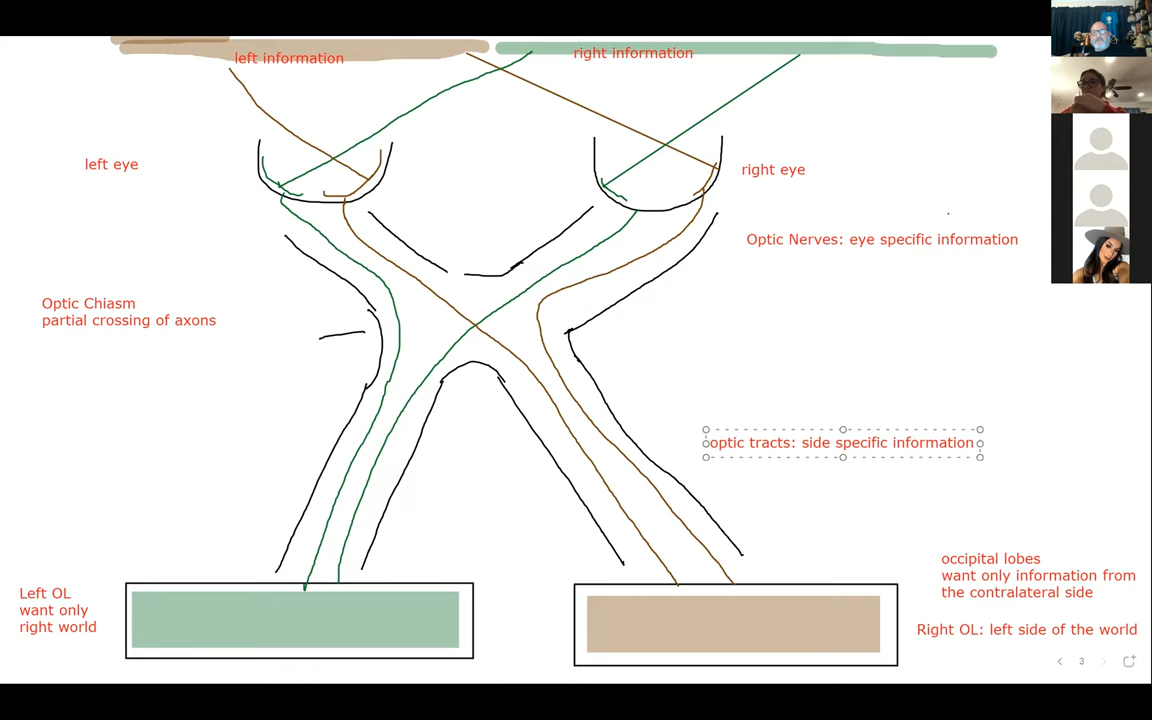 left information
right information
left eye
right eye
Optic Nerves: eye specific information
Optic Chiasm
partial crossing of axons
optic tracts: side specific information
occipital lobes
want only information from
the contralateral side
Left OL
want only
right world
Right OL: left side of the world
3